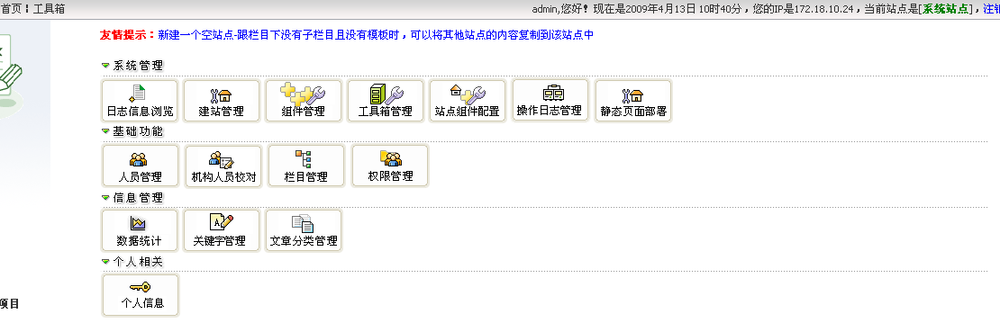 首页┆工具箱
admin,您好！现在是2009年4月13日 10时40分，您的IP是172.18.10.24，当前站点是[系统站点]，注销
友情提示：新建一个空站点-跟栏目下没有子栏目且没有模板时，可以将其他站点的内容复制到该站点中
系统管理
日志信息浏览 建站管理 组件管理 工具箱管理 站点组件配置 操作日志管理 静态页面部署
基础功能
人员管理 机构人员校对 栏目管理 权限管理
信息管理
数据统计 关键字管理 文章分类管理
个人相关
个人信息
项目